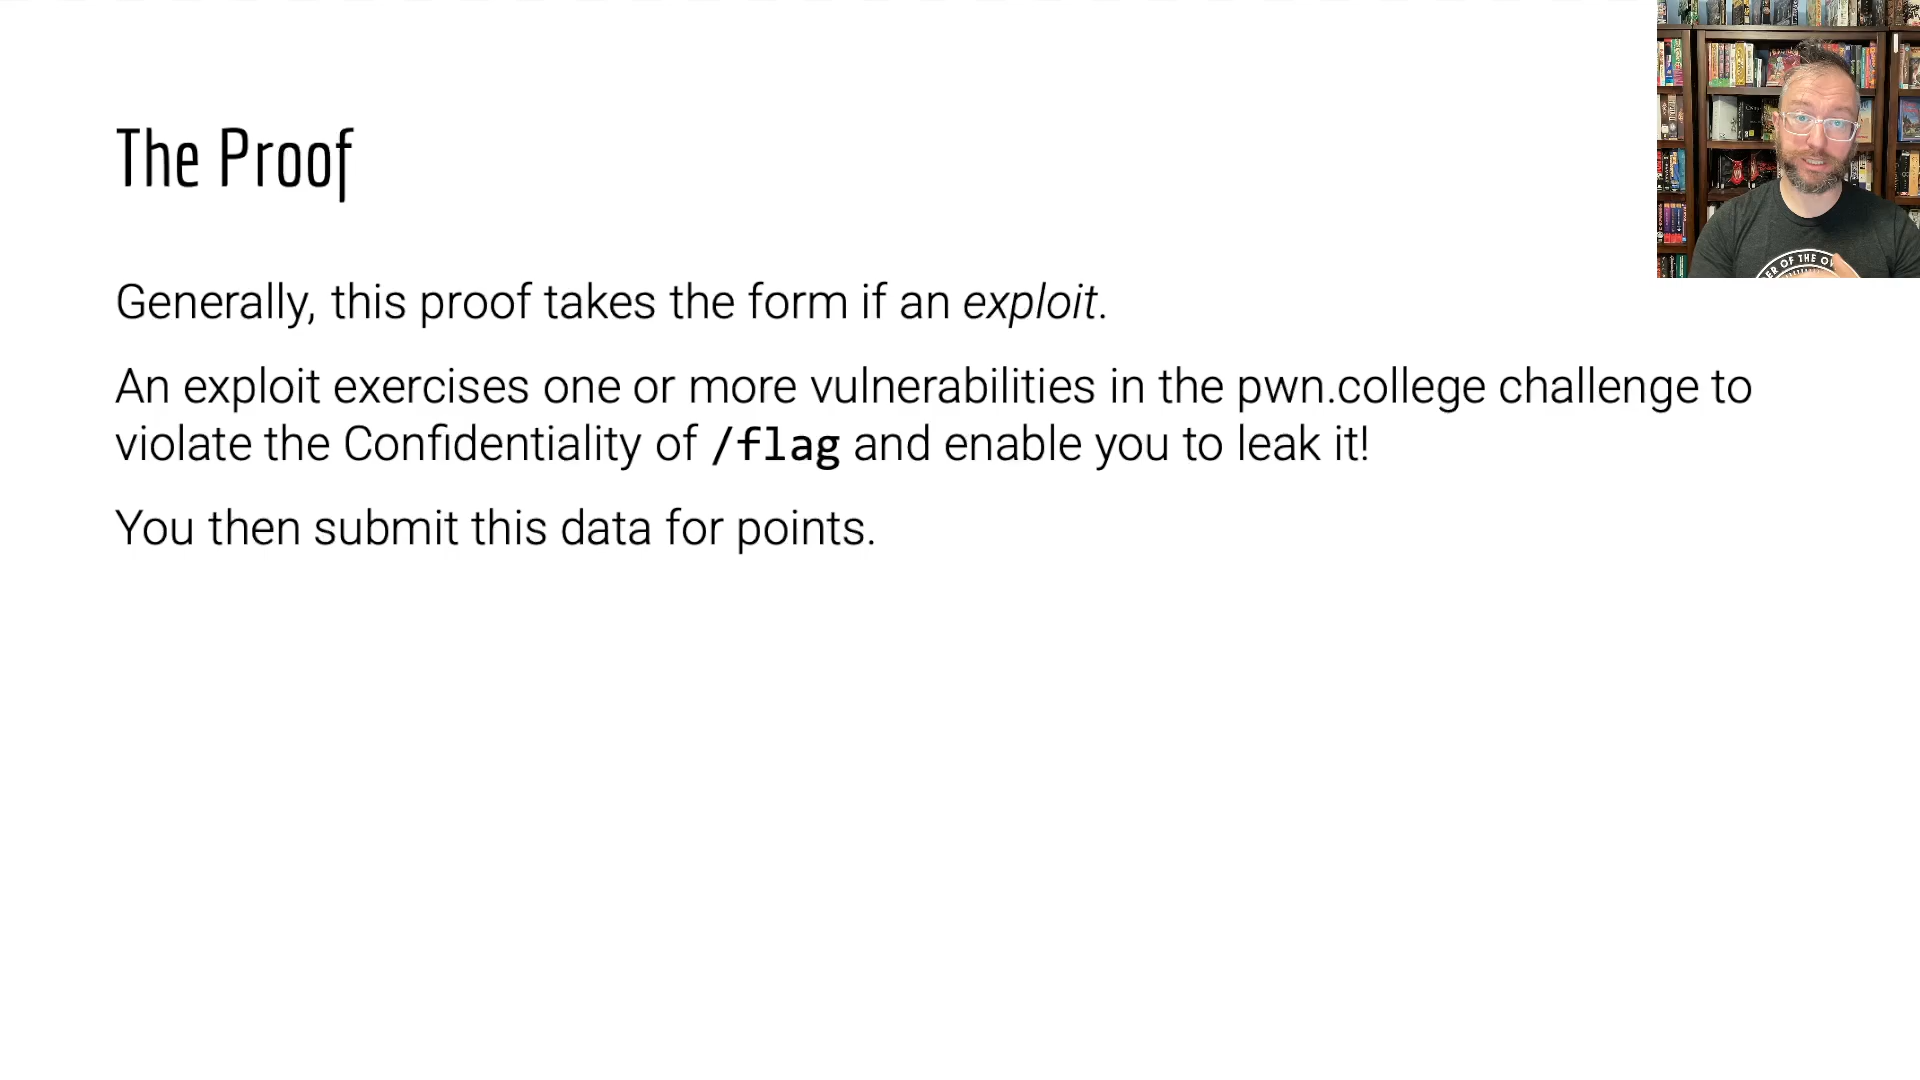 The Proof
Generally, this proof takes the form if an exploit.
An exploit exercises one or more vulnerabilities in the pwn.college challenge to
violate the Confidentiality of /flag and enable you to leak it!
You then submit this data for points.
OF THE